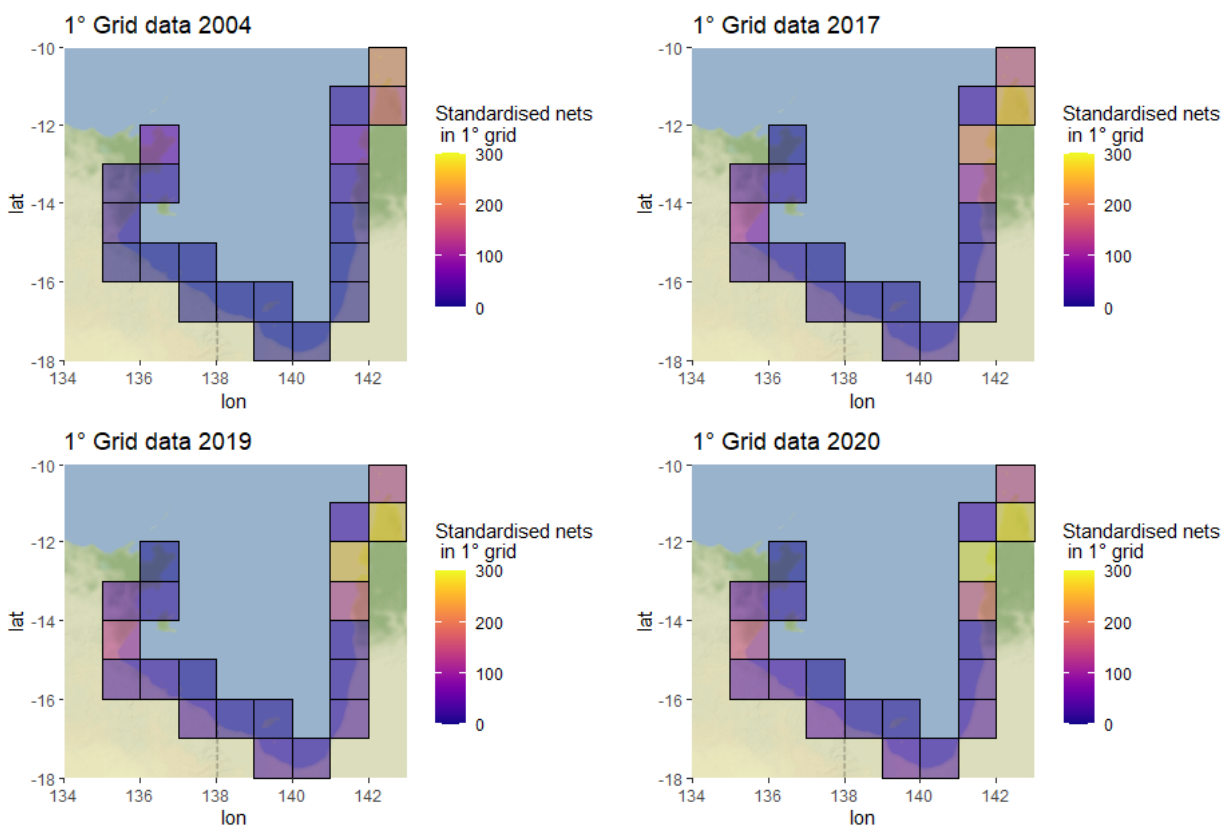 1° Grid data 2004
-10
-12
-14
-16
-18
lat
134
136
138
140
142
lon
Standardised nets
in 1° grid
300
200
100
0
1° Grid data 2017
-10
-12
-14
-16
-18
lat
134
136
138
140
142
lon
Standardised nets
in 1° grid
300
200
100
0
1° Grid data 2019
-10
-12
-14
-16
-18
lat
134
136
138
140
142
lon
Standardised nets
in 1° grid
300
200
100
0
1° Grid data 2020
-10
-12
-14
-16
-18
lat
134
136
138
140
142
lon
Standardised nets
in 1° grid
300
200
100
0